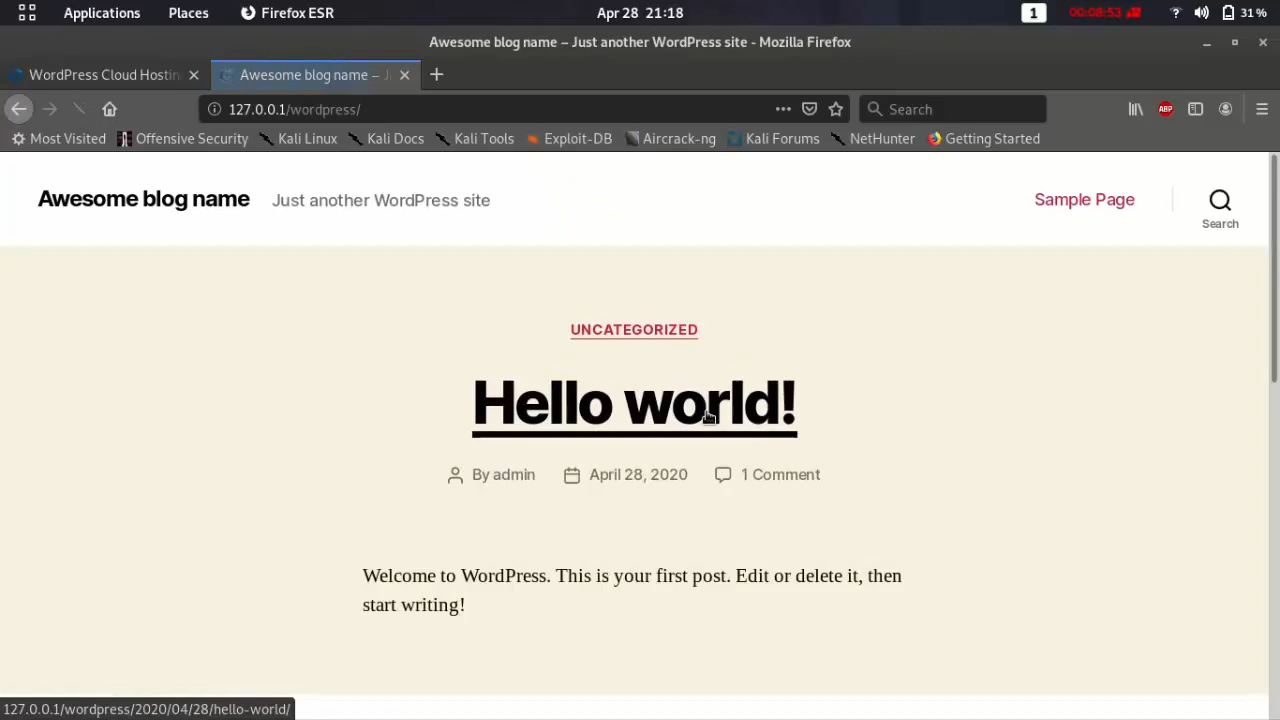 Applications Places Firefox ESR Apr 28 21:18 1 00:08:53 31 %
Awesome blog name – Just another WordPress site - Mozilla Firefox
WordPress Cloud Hostin Awesome blog name – J
127.0.0.1/wordpress/ Search
Most Visited Offensive Security Kali Linux Kali Docs Kali Tools Exploit-DB Aircrack-ng Kali Forums NetHunter Getting Started
Awesome blog name Just another WordPress site Sample Page
Search
UNCATEGORIZED
Hello world!
By admin April 28, 2020 1 Comment
Welcome to WordPress. This is your first post. Edit or delete it, then
start writing!
127.0.0.1/wordpress/2020/04/28/hello-world/